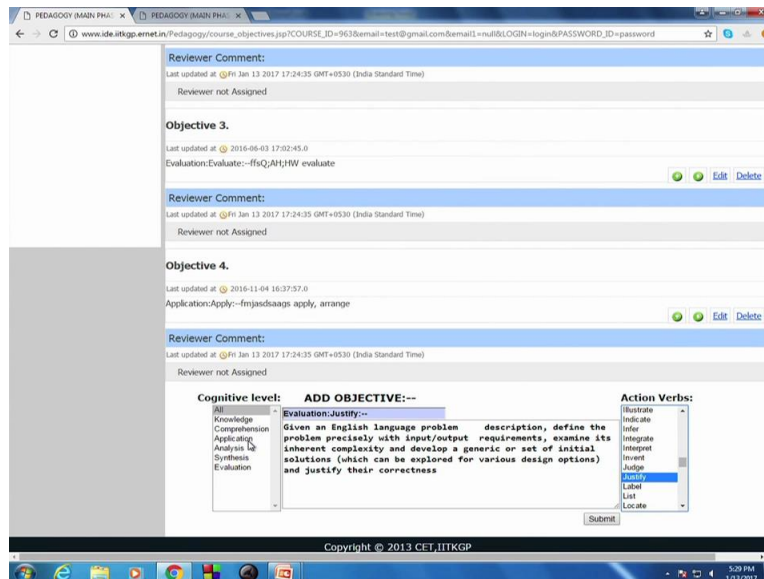 PEDAGOGY (MAIN PHAS
PEDAGOGY (MAIN PHAS
www.ide.iitkgp.ernet.in/Pedagogy/course_objectives.jsp?COURSE_ID=963&email=test@gmail.com&email1=null&LOGIN=login&PASSWORD_ID=password
Reviewer Comment:
Last updated at Fri Jan 13 2017 17:24:35 GMT+0530 (India Standard Time)
Reviewer not Assigned
Objective 3.
Last updated at 2016-06-03 17:02:45.0
Evaluation:Evaluate:--ffsQ;AH;HW evaluate
Edit Delete
Reviewer Comment:
Last updated at Fri Jan 13 2017 17:24:35 GMT+0530 (India Standard Time)
Reviewer not Assigned
Objective 4.
Last updated at 2016-11-04 16:37:57.0
Application:Apply:--fmjasdsaags apply, arrange
Edit Delete
Reviewer Comment:
Last updated at Fri Jan 13 2017 17:24:35 GMT+0530 (India Standard Time)
Reviewer not Assigned
Cognitive level: ADD OBJECTIVE:-- Action Verbs:
All
Knowledge
Comprehension
Application
Analysis
Synthesis
Evaluation
Evaluation:Justify:--
Given an English language problem description, define the
problem precisely with input/output requirements, examine its
inherent complexity and develop a generic or set of initial
solutions (which can be explored for various design options)
and justify their correctness
Illustrate
Indicate
Infer
Integrate
Interpret
Invent
Judge
Justify
Label
List
Locate
Submit
Copyright © 2013 CET,IITKGP
5:29 PM
1/13/2017